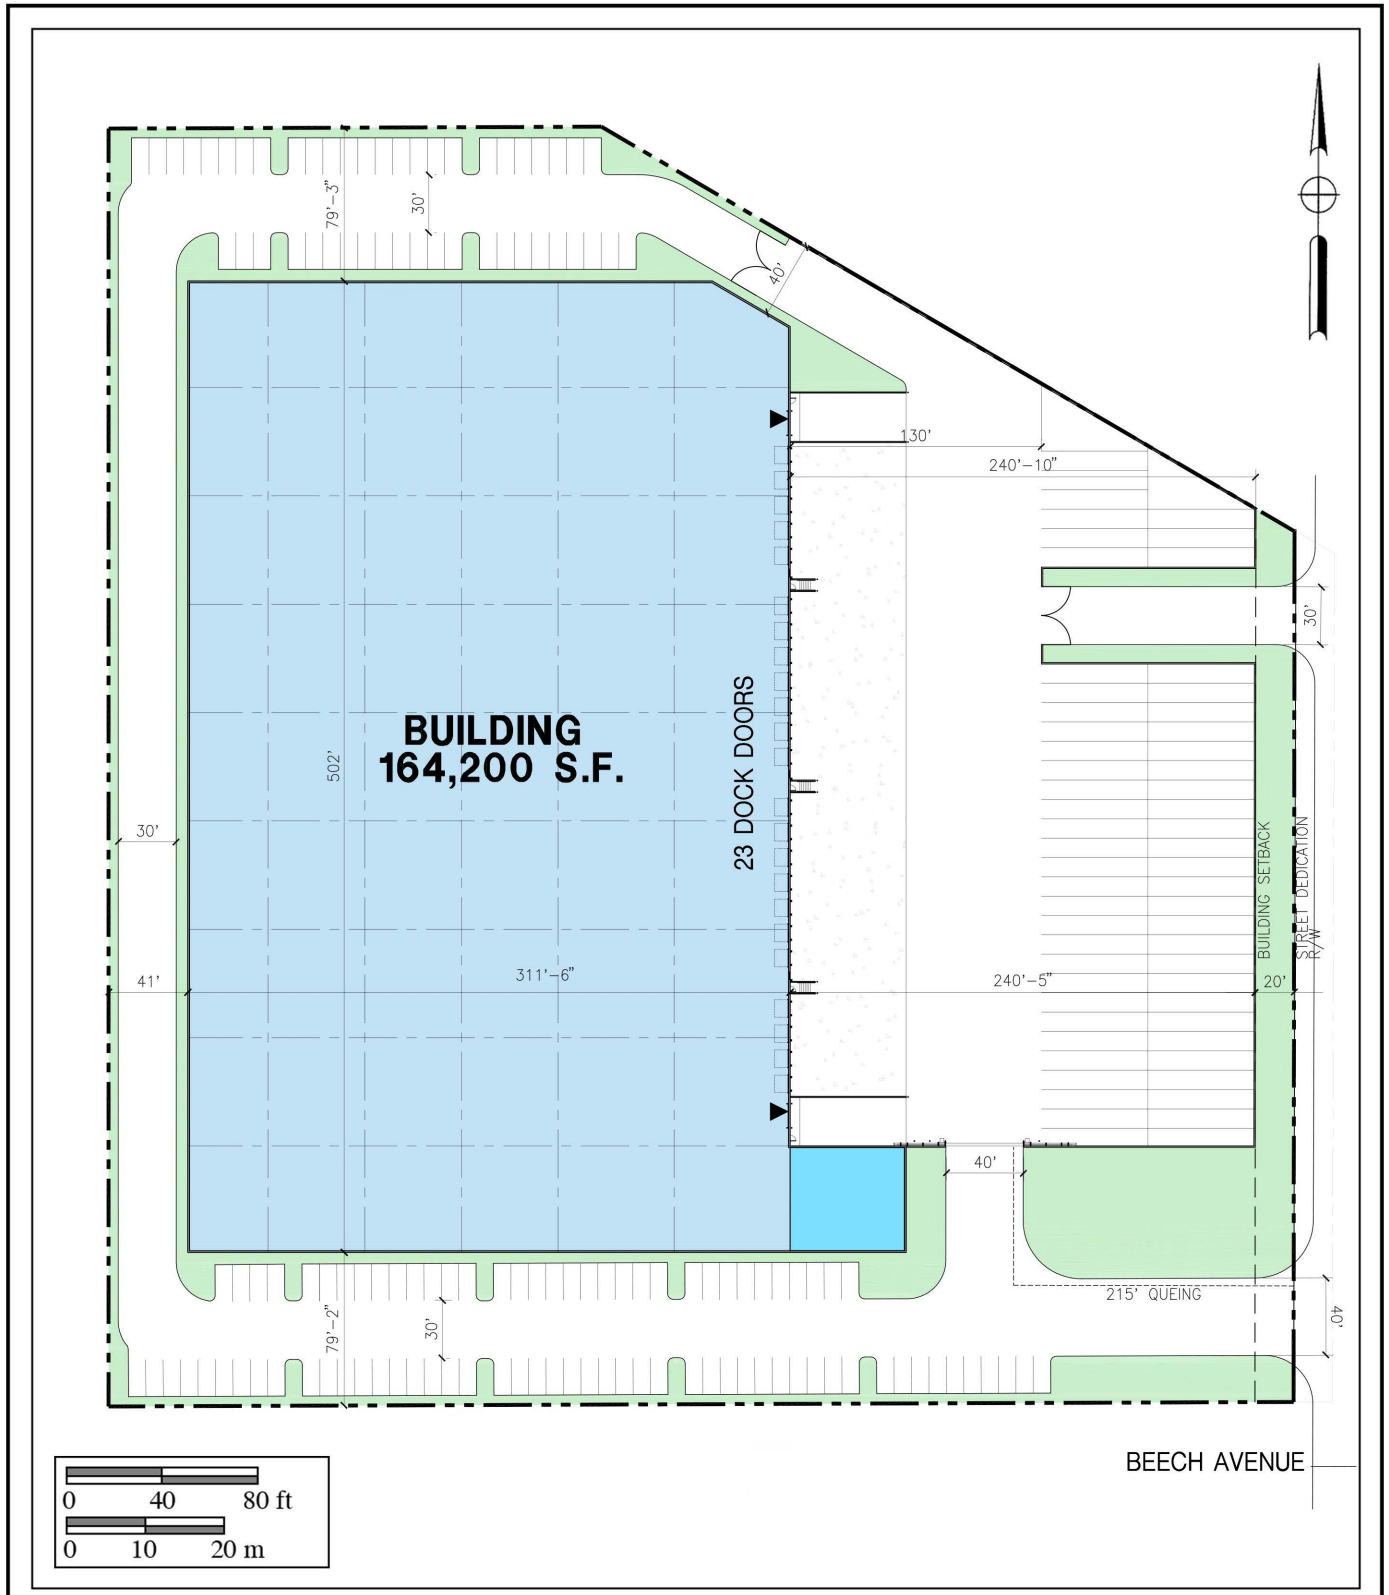 79'-3"
30'
40'
130'
240'-10"
30'
BUILDING
164,200 S.F.
502'
23 DOCK DOORS
BUILDING SETBACK
STREET DEDICATION
R/W
30'
41'
311'-6"
240'-5"
20'
40'
215' QUEING
79'-2"
30'
40'
BEECH AVENUE
0 40 80 ft
0 10 20 m